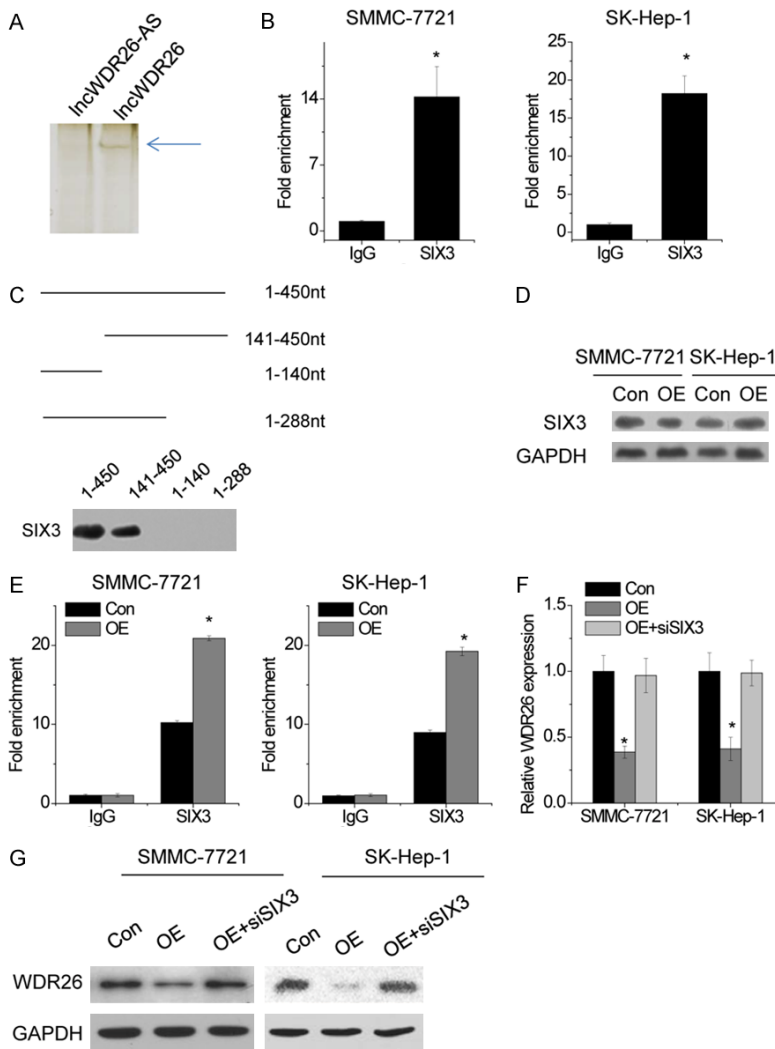 A
lncWDR26-AS
lncWDR26
B
SMMC-7721
Fold enrichment
14
7
0
*
IgG
SIX3
SK-Hep-1
Fold enrichment
25
20
15
10
5
0
*
IgG
SIX3
C
1-450nt
141-450nt
1-140nt
1-288nt
1-450
141-450
1-140
1-288
SIX3
D
SMMC-7721 SK-Hep-1
Con OE Con OE
SIX3
GAPDH
E
SMMC-7721
Con
OE
Fold enrichment
20
10
0
*
IgG
SIX3
SK-Hep-1
Con
OE
Fold enrichment
20
10
0
*
IgG
SIX3
F
Con
OE
OE+siSIX3
Relative WDR26 expression
1.5
1.0
0.5
0.0
*
*
SMMC-7721
SK-Hep-1
G
SMMC-7721
SK-Hep-1
Con
OE
OE+siSIX3
Con
OE
OE+siSIX3
WDR26
GAPDH